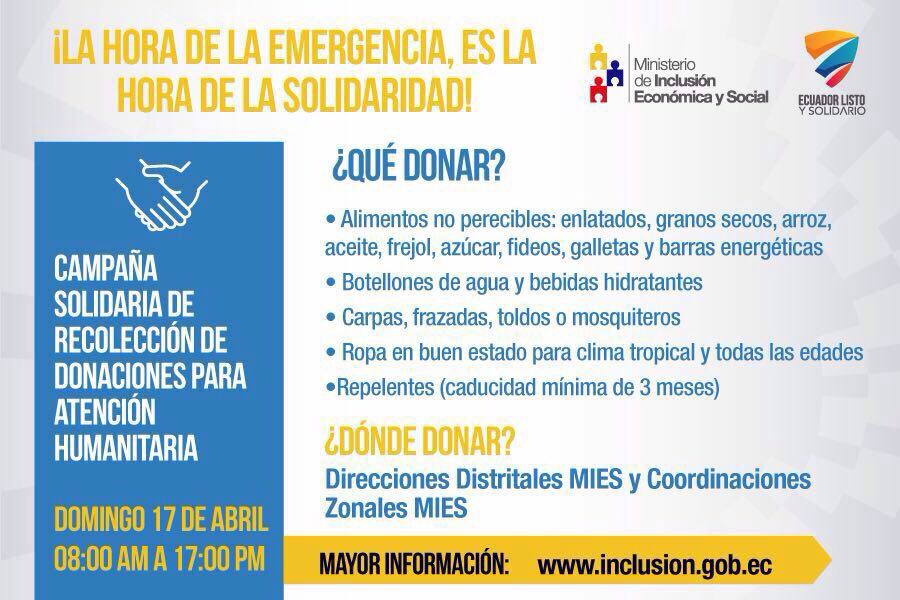 ¡LA HORA DE LA EMERGENCIA, ES LA
HORA DE LA SOLIDARIDAD!
Ministerio
de Inclusión
Económica y Social
ECUADOR LISTO
Y SOLIDARIO
CAMPAÑA
SOLIDARIA DE
RECOLECCIÓN DE
DONACIONES PARA
ATENCIÓN
HUMANITARIA
DOMINGO 17 DE ABRIL
08:00 AM A 17:00 PM
¿QUÉ DONAR?
• Alimentos no perecibles: enlatados, granos secos, arroz,
aceite, frejol, azúcar, fideos, galletas y barras energéticas
• Botellones de agua y bebidas hidratantes
• Carpas, frazadas, toldos o mosquiteros
• Ropa en buen estado para clima tropical y todas las edades
•Repelentes (caducidad mínima de 3 meses)
¿DÓNDE DONAR?
Direcciones Distritales MIES y Coordinaciones
Zonales MIES
MAYOR INFORMACIÓN: www.inclusion.gob.ec